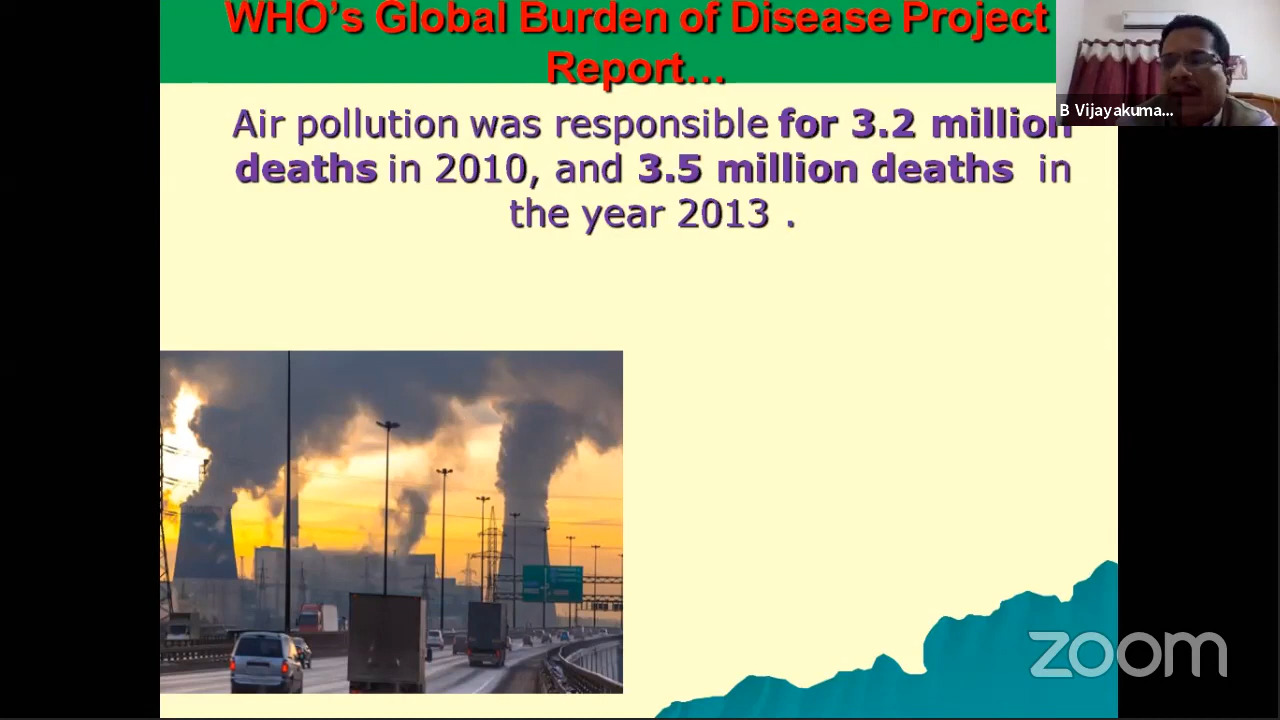 WHO’s Global Burden of Disease Project
Report…
Air pollution was responsible for 3.2 million
deaths in 2010, and 3.5 million deaths in
the year 2013 .
B Vijayakuma...
zoom